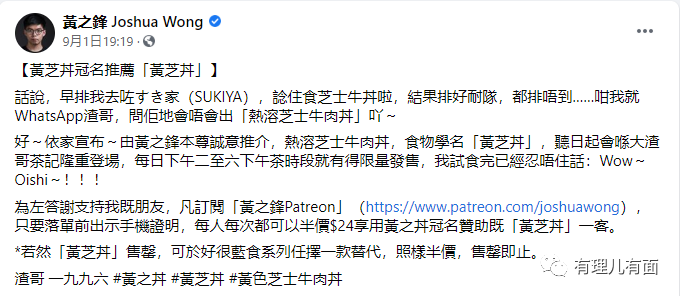 黃之鋒 Joshua Wong
9月1日19:19
【黃芝丼冠名推薦「黃芝丼」】
話說，早排我去咗すき家（SUKIYA），諗住食芝士牛丼啦，結果排好耐隊，都排唔到......咁我就
WhatsApp渣哥，問佢地會唔會出「熱溶芝士牛肉丼」吖～
好～依家宣布～由黃之鋒本尊誠意推介，熱溶芝士牛肉丼，食物學名「黃芝丼」，聽日起會喺大渣
哥茶記隆重登場，每日下午二至六下午茶時段就有得限量發售，我試食完已經忍唔住話：Wow～
Oishi～！！！
為左答謝支持我既朋友，凡訂閱「黃之鋒Patreon」（https://www.patreon.com/joshuawong），
只要落單前出示手機證明，每人每次都可以半價$24享用黃之丼冠名贊助既「黃芝丼」一客。
*若然「黃芝丼」售罄，可於好很藍食系列任擇一款替代，照樣半價，售罄即止。
渣哥 一九九六 #黃之丼 #黃芝丼 #黃色芝士牛肉丼
有理儿有面